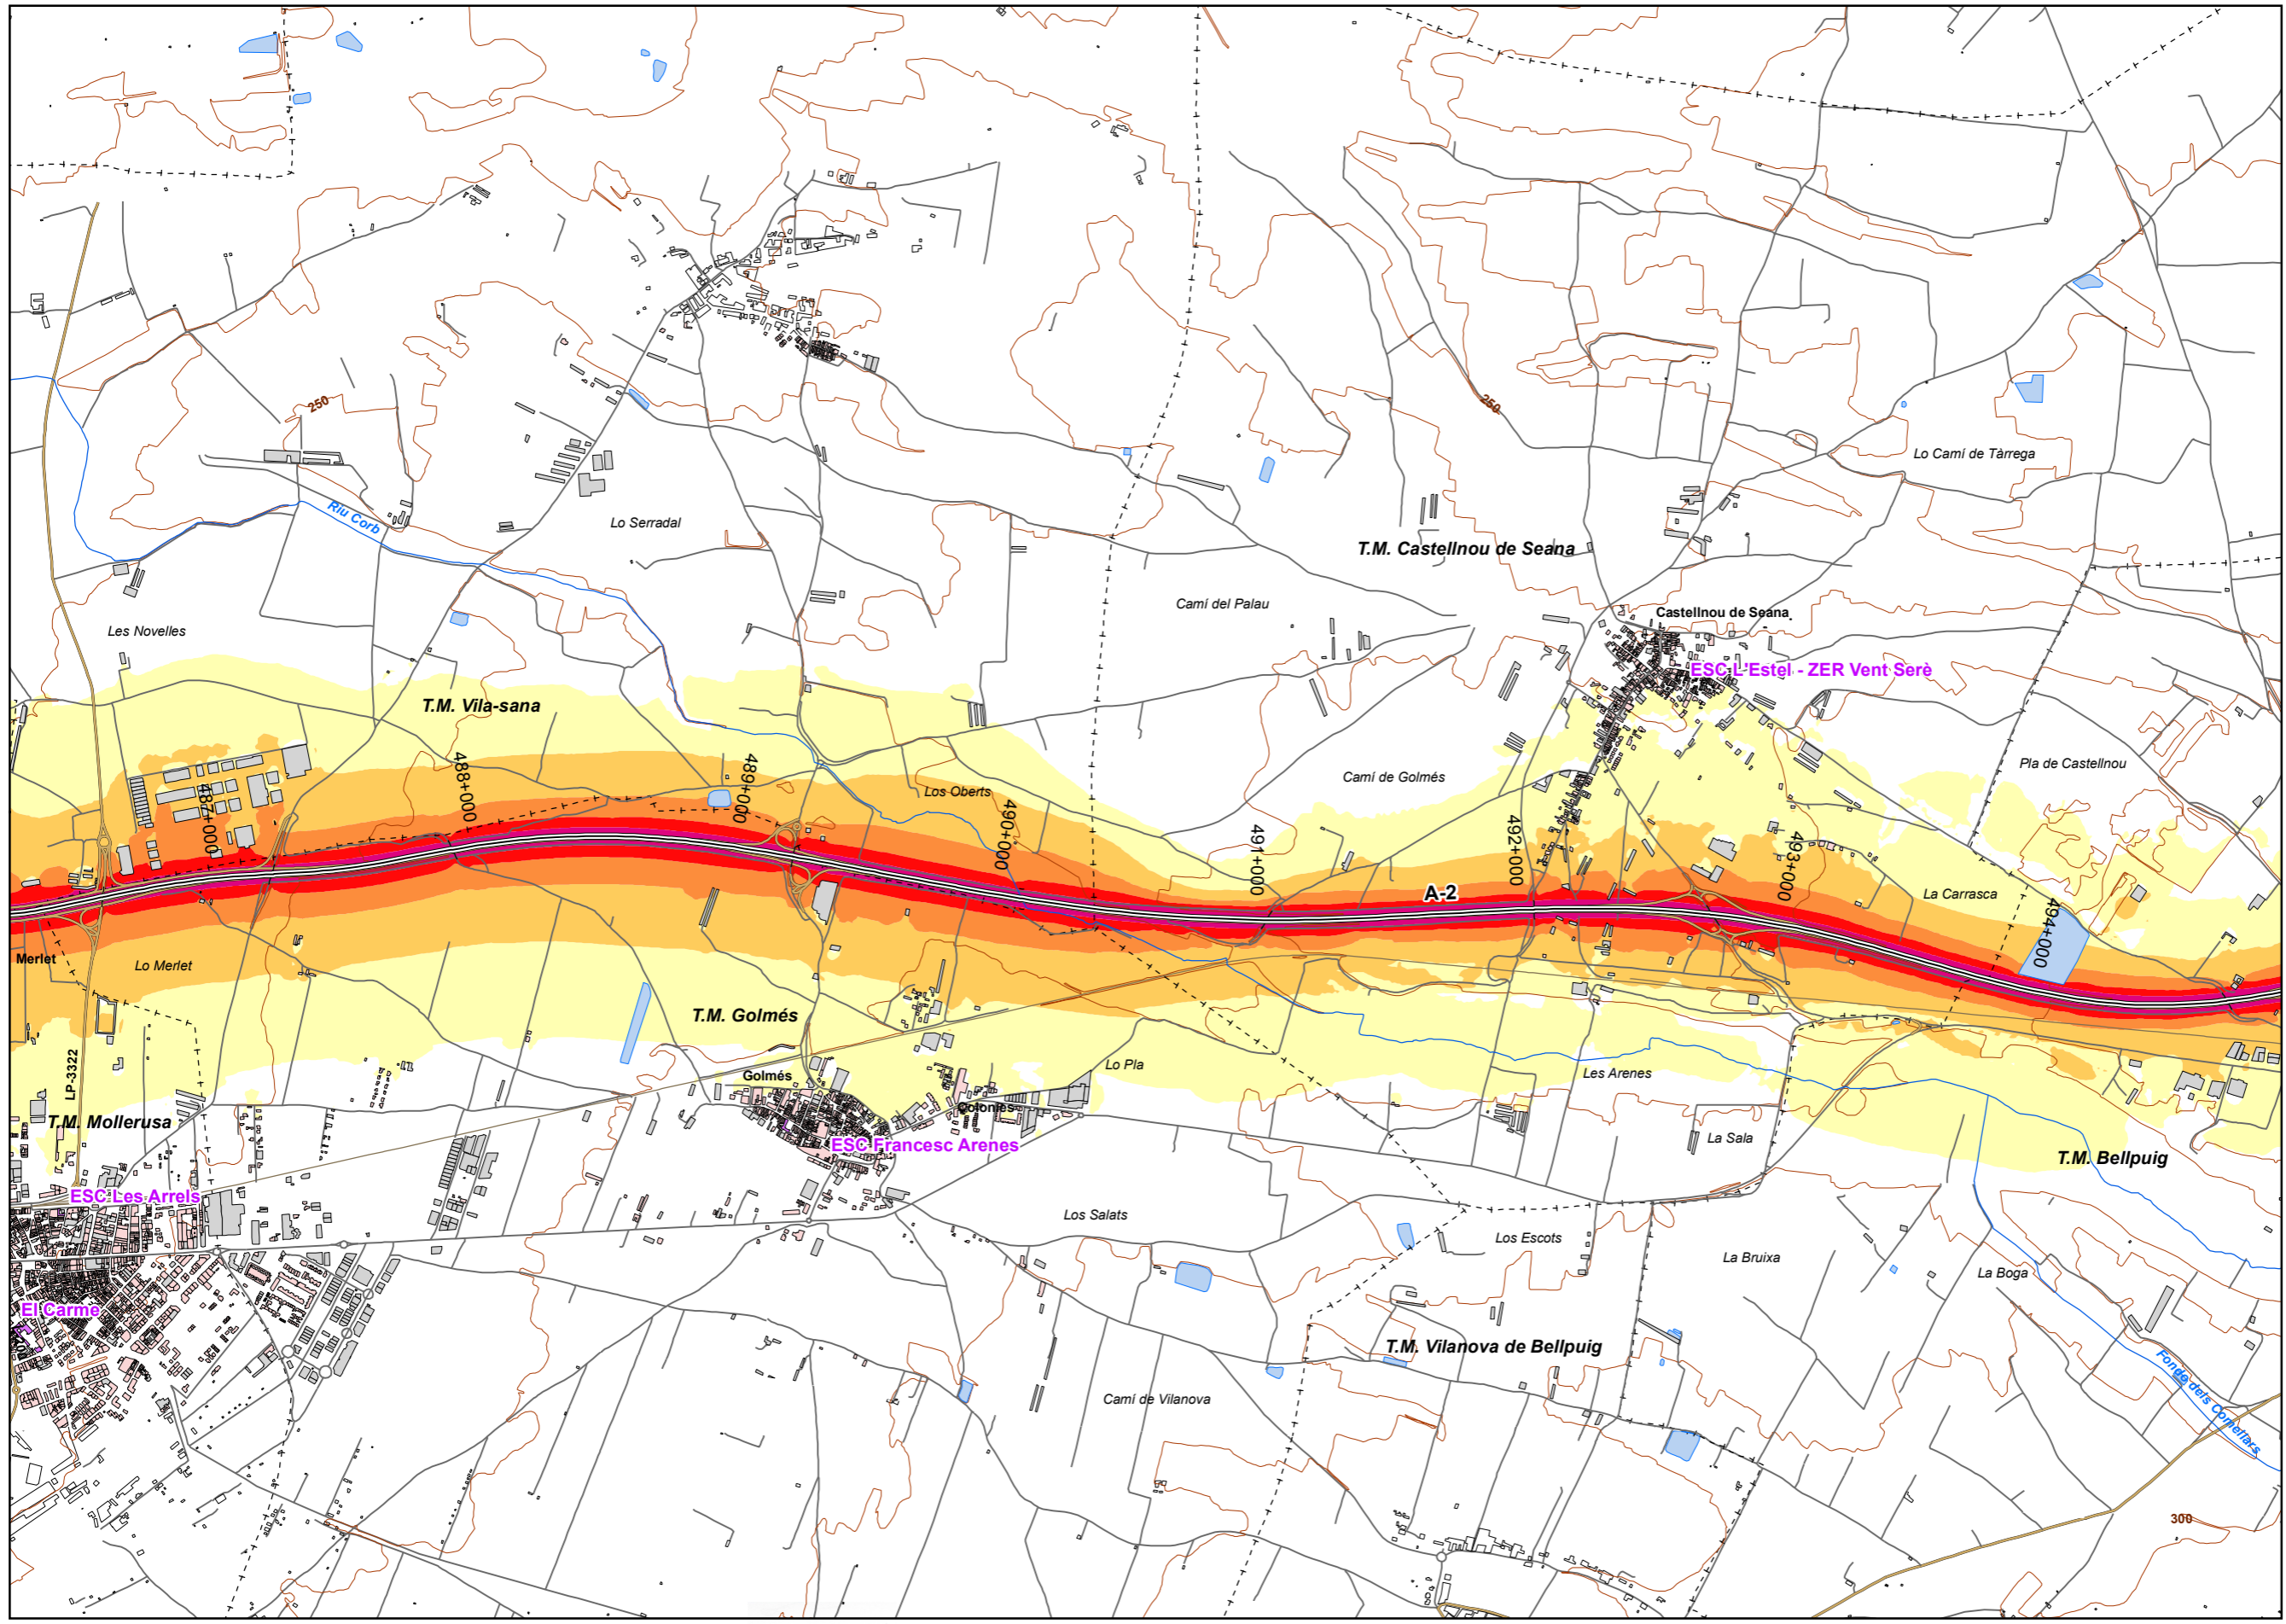 250
250
Lo Camí de Tàrrega
Riu Corb
Lo Serradal
T.M. Castellnou de Seana
Camí del Palau
Castellnou de Seana
Les Novelles
ESC L'Estel - ZER Vent Serè
T.M. Vila-sana
Pla de Castellnou
Camí de Golmés
488+000
489+000
487+000
Los Oberts
490+000
491+000
492+000
493+000
A-2
La Carrasca
494+000
Merlet
Lo Merlet
T.M. Golmés
LP-3322
Lo Pla
Les Arenes
Golmés
Colonies
T.M. Mollerusa
ESC Francesc Arenes
La Sala
T.M. Bellpuig
ESC Les Arrels
Los Salats
Los Escots
La Bruixa
La Boga
El Carme
T.M. Vilanova de Bellpuig
Camí de Vilanova
Fondo dels Comellars
300